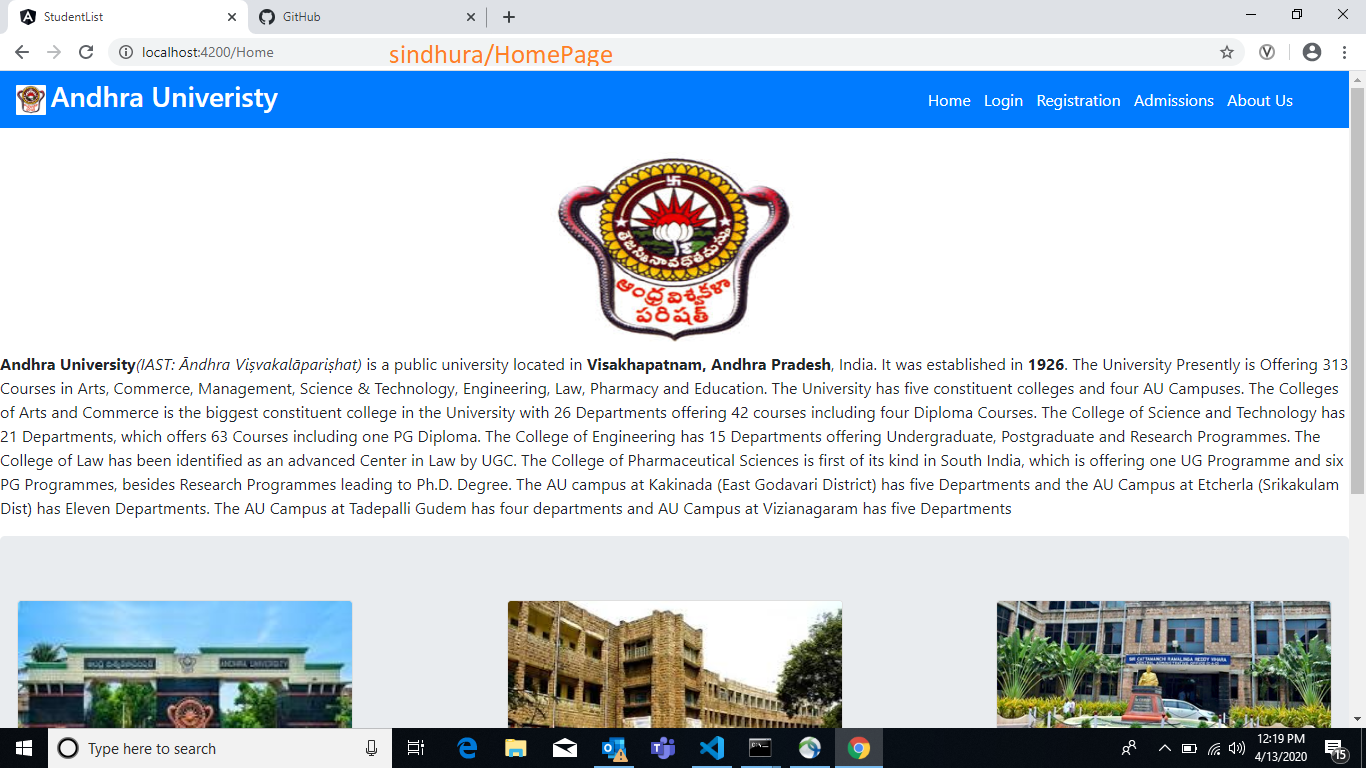 StudentList
GitHub
localhost:4200/Home
sindhura/HomePage
Andhra Univeristy
Home Login Registration Admissions About Us
తేజస్వినావధీతమస్తు
ఆంధ్ర విశ్వకళా
పరిషత్
Andhra University(IAST: Āndhra Viṣvakalāpariṣhat) is a public university located in Visakhapatnam, Andhra Pradesh, India. It was established in 1926. The University Presently is Offering 313
Courses in Arts, Commerce, Management, Science & Technology, Engineering, Law, Pharmacy and Education. The University has five constituent colleges and four AU Campuses. The Colleges
of Arts and Commerce is the biggest constituent college in the University with 26 Departments offering 42 courses including four Diploma Courses. The College of Science and Technology has
21 Departments, which offers 63 Courses including one PG Diploma. The College of Engineering has 15 Departments offering Undergraduate, Postgraduate and Research Programmes. The
College of Law has been identified as an advanced Center in Law by UGC. The College of Pharmaceutical Sciences is first of its kind in South India, which is offering one UG Programme and six
PG Programmes, besides Research Programmes leading to Ph.D. Degree. The AU campus at Kakinada (East Godavari District) has five Departments and the AU Campus at Etcherla (Srikakulam
Dist) has Eleven Departments. The AU Campus at Tadepalli Gudem has four departments and AU Campus at Vizianagaram has five Departments
ANDHRA UNIVERSITY
SIR CATTAMANCHI RAMALINGA REDDY VIHARA
Type here to search
12:19 PM
4/13/2020
15